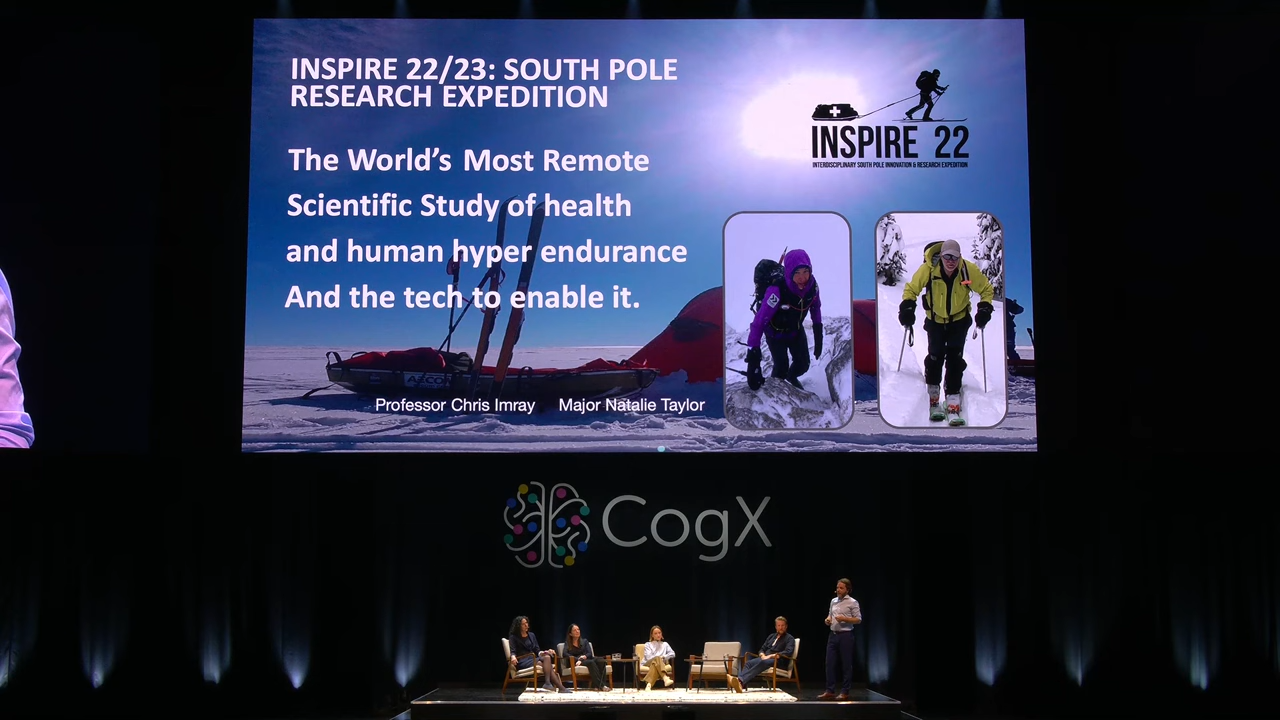 INSPIRE 22/23: SOUTH POLE
RESEARCH EXPEDITION
The World’s Most Remote
Scientific Study of health
and human hyper endurance
And the tech to enable it.
Professor Chris Imray
Major Natalie Taylor
INSPIRE 22
INTERDISCIPLINARY SOUTH POLE INNOVATION & RESEARCH EXPEDITION
CogX